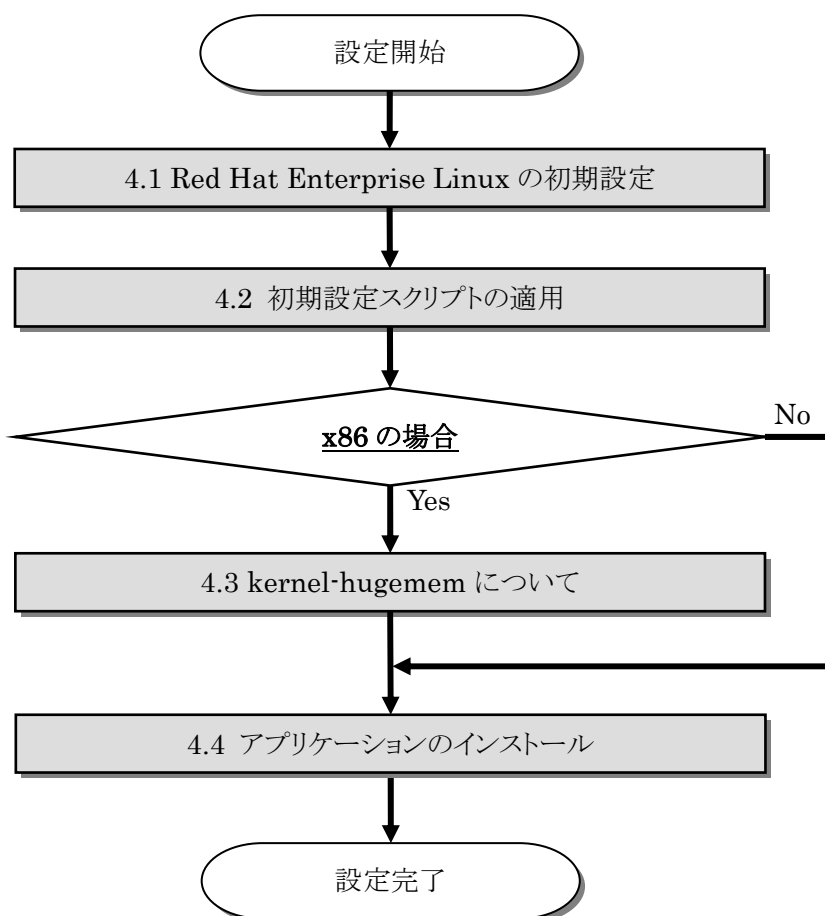 設定開始
4.1 Red Hat Enterprise Linux の初期設定
4.2 初期設定スクリプトの適用
x86 の場合
No
Yes
4.3 kernel-hugemem について
4.4 アプリケーションのインストール
設定完了